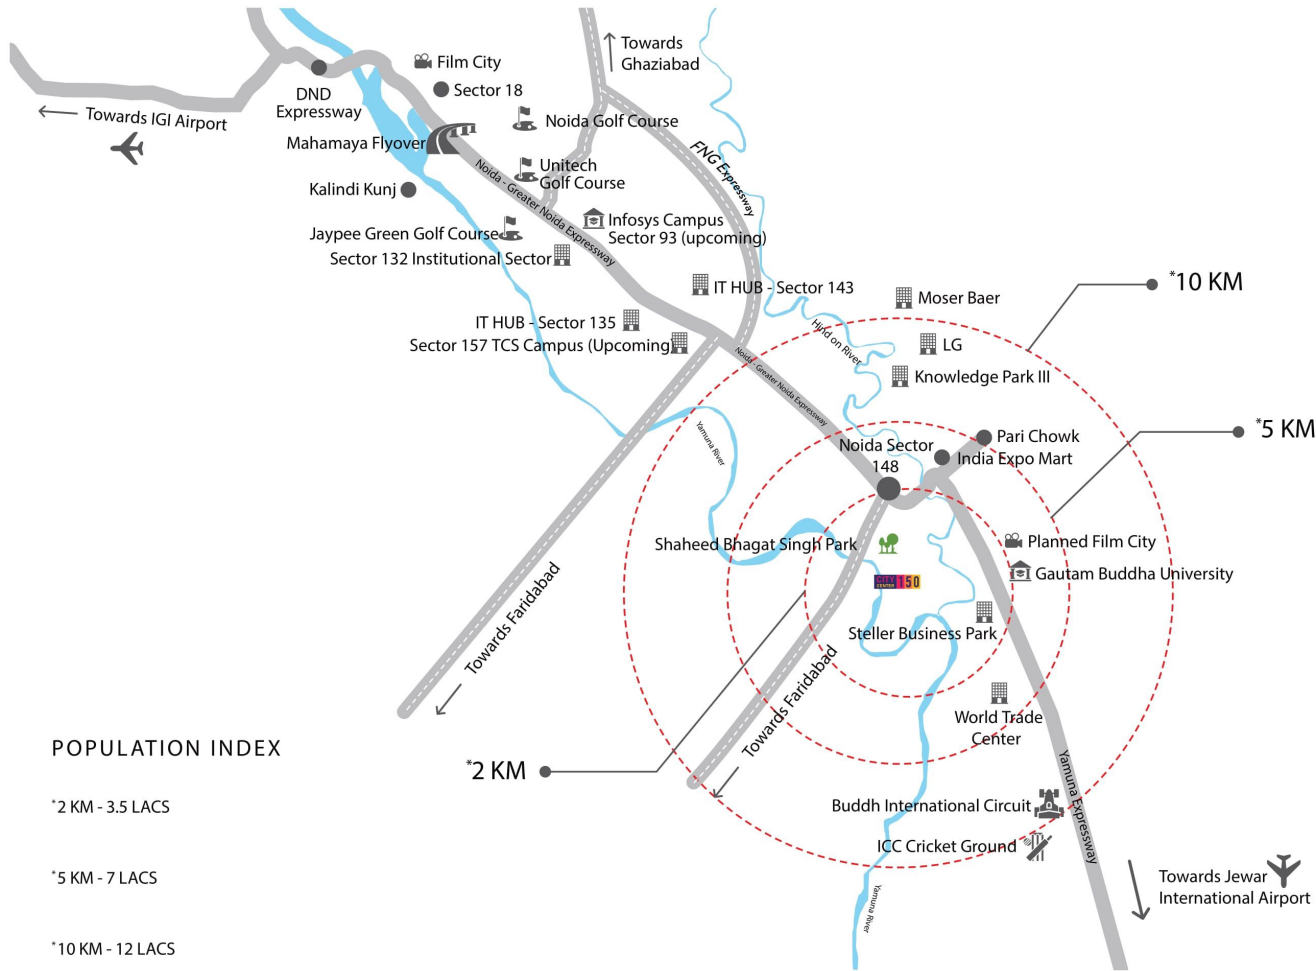 Towards
Ghaziabad
Film City
Sector 18
DND
Expressway
Towards IGI Airport
Noida Golf Course
Mahamaya Flyover
FNG Expressway
Unitech
Golf Course
Noida - Greater Noida Expressway
Kalindi Kunj
Infosys Campus
Sector 93 (upcoming)
Jaypee Green Golf Course
Sector 132 Institutional Sector
*10 KM
IT HUB - Sector 143
Moser Baer
IT HUB - Sector 135
Sector 157 TCS Campus (Upcoming)
Hind on River
LG
Noida - Greater Noida Expressway
Knowledge Park III
*5 KM
Yamuna River
Pari Chowk
Noida Sector
148
India Expo Mart
Shaheed Bhagat Singh Park
Planned Film City
CITY
CENTER
150
Gautam Buddha University
Towards Faridabad
Steller Business Park
Towards Faridabad
World Trade
Center
POPULATION INDEX
*2 KM
Yamuna Expressway
*2 KM - 3.5 LACS
Buddh International Circuit
ICC Cricket Ground
*5 KM - 7 LACS
Towards Jewar
International Airport
Yamuna River
*10 KM - 12 LACS